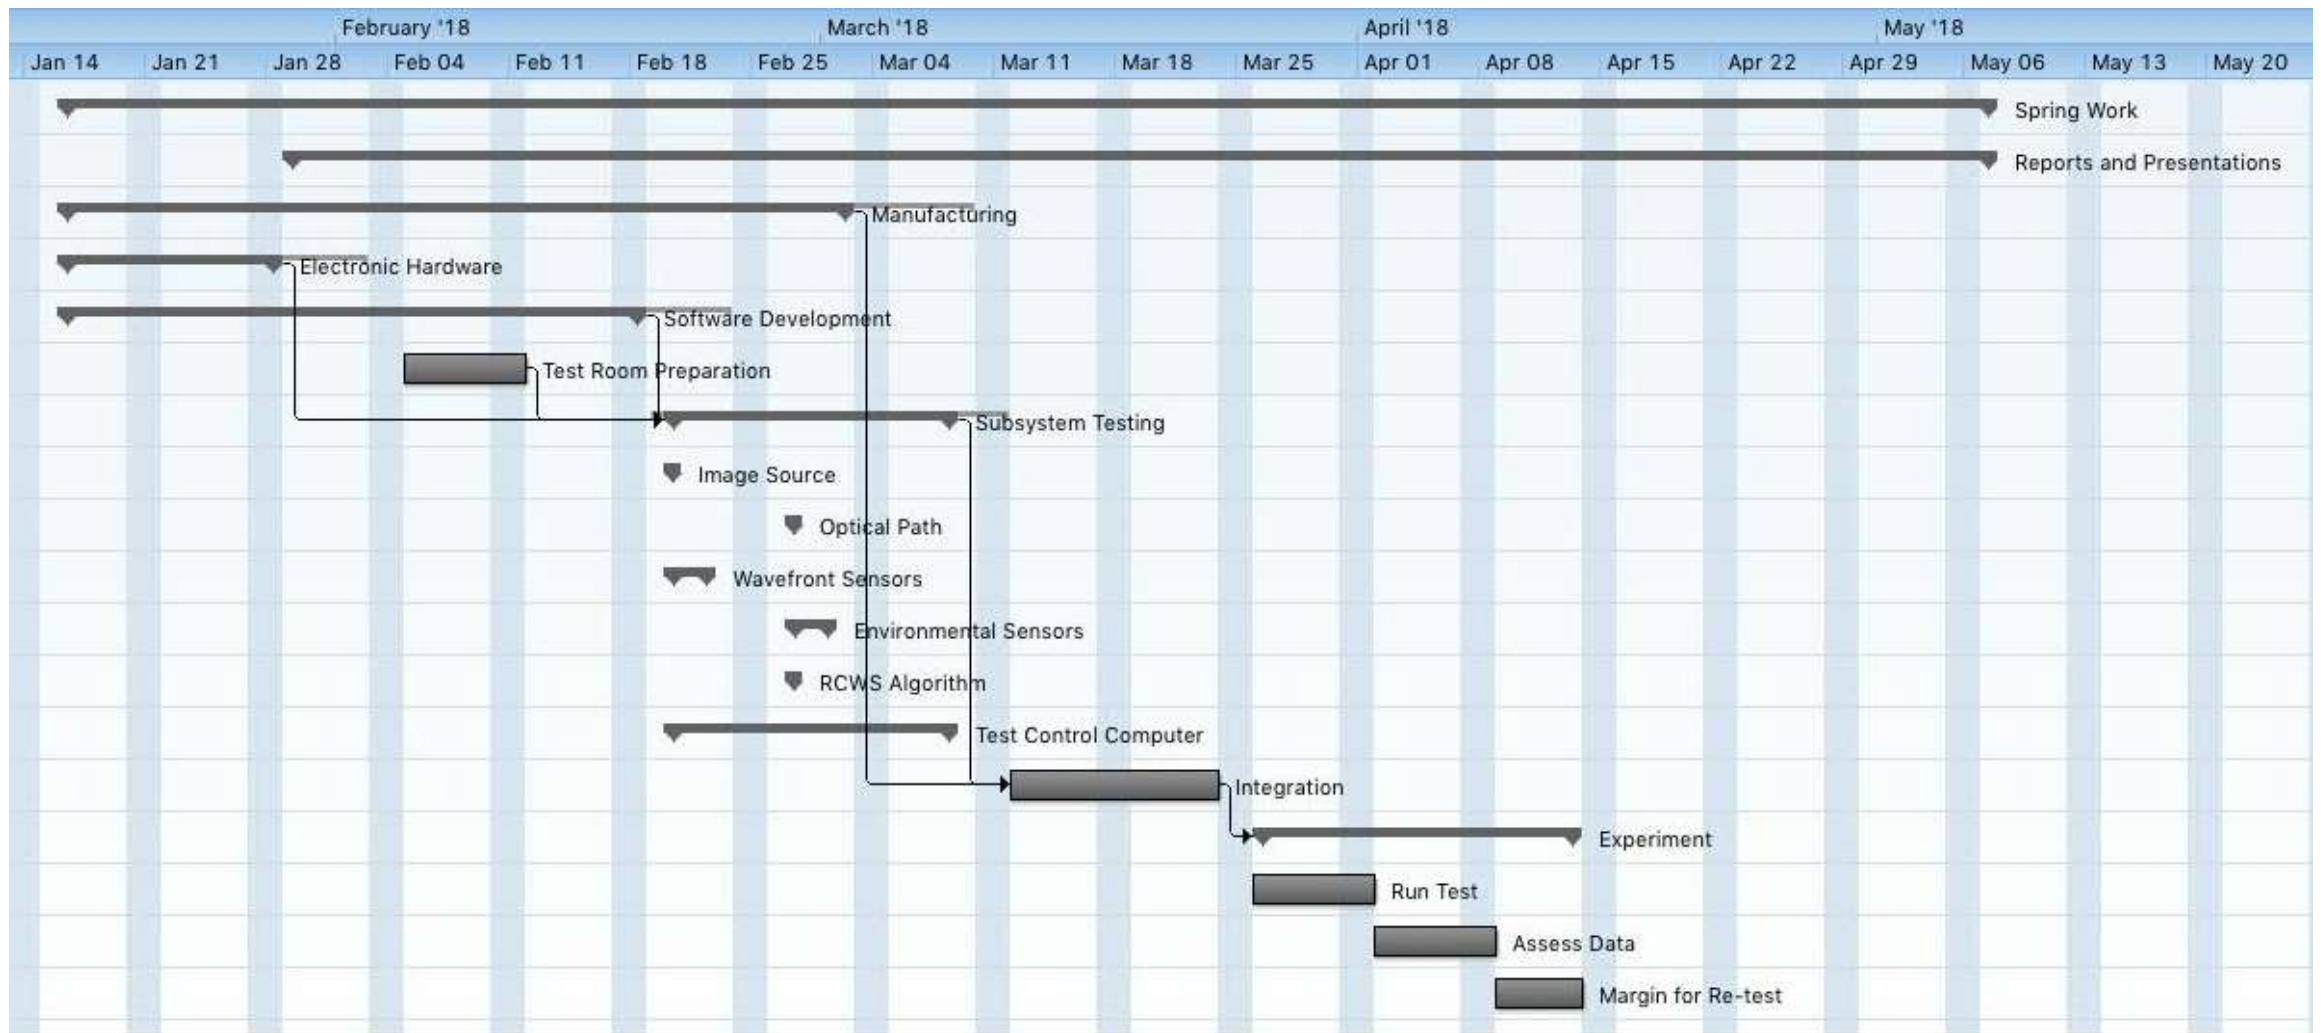 February '18 March '18 April '18 May '18
Jan 14 Jan 21 Jan 28 Feb 04 Feb 11 Feb 18 Feb 25 Mar 04 Mar 11 Mar 18 Mar 25 Apr 01 Apr 08 Apr 15 Apr 22 Apr 29 May 06 May 13 May 20
Spring Work
Reports and Presentations
Manufacturing
Electronic Hardware
Software Development
Test Room Preparation
Subsystem Testing
Image Source
Optical Path
Wavefront Sensors
Environmental Sensors
RCWS Algorithm
Test Control Computer
Integration
Experiment
Run Test
Assess Data
Margin for Re-test